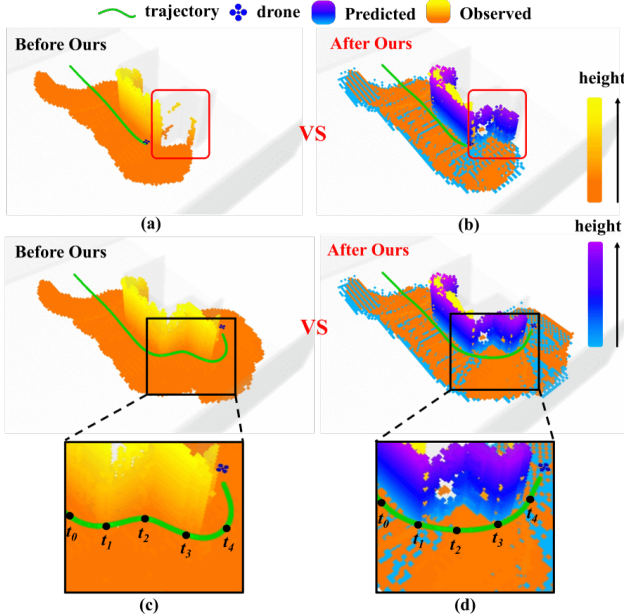 trajectory drone Predicted Observed
Before Ours
After Ours
height
VS
(a)
(b)
height
Before Ours
After Ours
VS
t0 t1 t2 t3 t4
t0 t1 t2 t3 t4
(c)
(d)